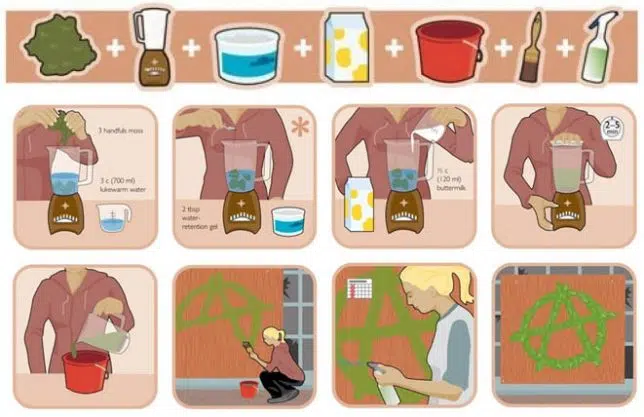 3 handfuls moss
3 c (700 ml)
lukewarm water
2 tbsp
water-
retention gel
½ c
(120 ml)
buttermilk
2–5
min